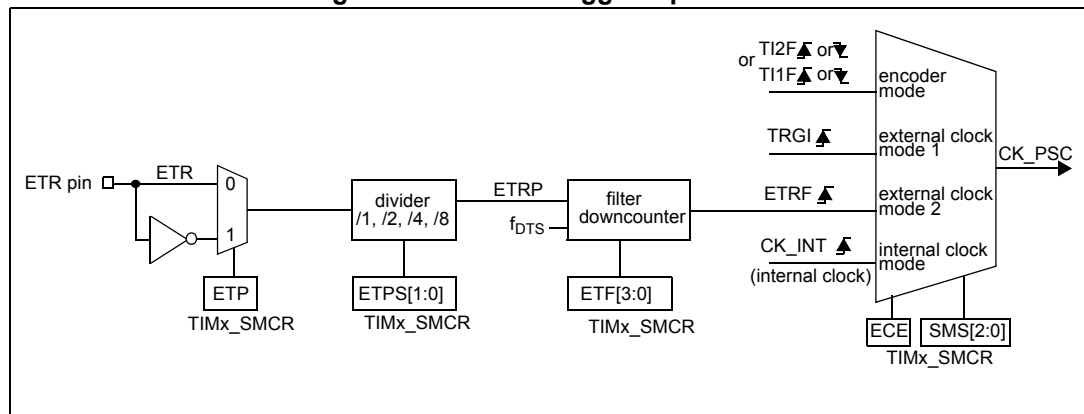 or TI2F or
TI1F or
encoder
mode
TRGI
external clock
mode 1
CK_PSC
ETR pin
ETR
0
1
divider
/1, /2, /4, /8
ETRP
fDTS
filter
downcounter
ETRF
external clock
mode 2
CK_INT
(internal clock)
internal clock
mode
ETP
TIMx_SMCR
ETPS[1:0]
TIMx_SMCR
ETF[3:0]
TIMx_SMCR
ECE
SMS[2:0]
TIMx_SMCR